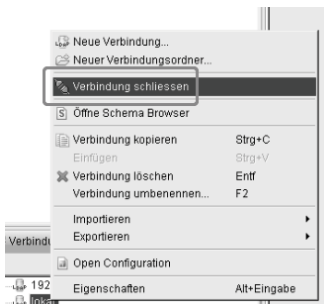 Neue Verbindung...
Neuer Verbindungsordner...
Verbindung schliessen
S Öffne Schema Browser
Verbindung kopieren Strg+C
Einfügen Strg+V
Verbindung löschen Entf
Verbindung umbenennen... F2
Importieren
Exportieren
Verbindu
Open Configuration
192
Eigenschaften Alt+Eingabe
lokal